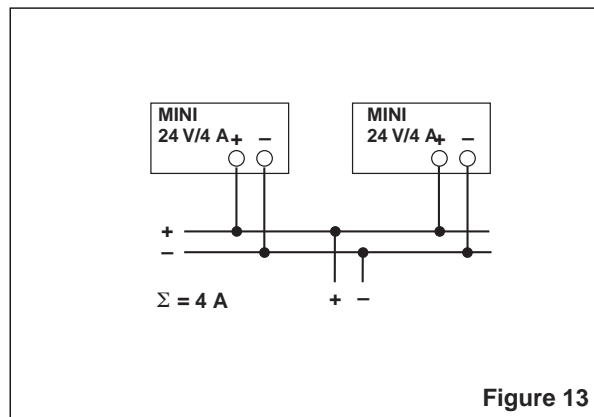 MINI
24 V/4 A + –
MINI
24 V/4 A + –
+
–
Σ = 4 A
+ –
Figure 13